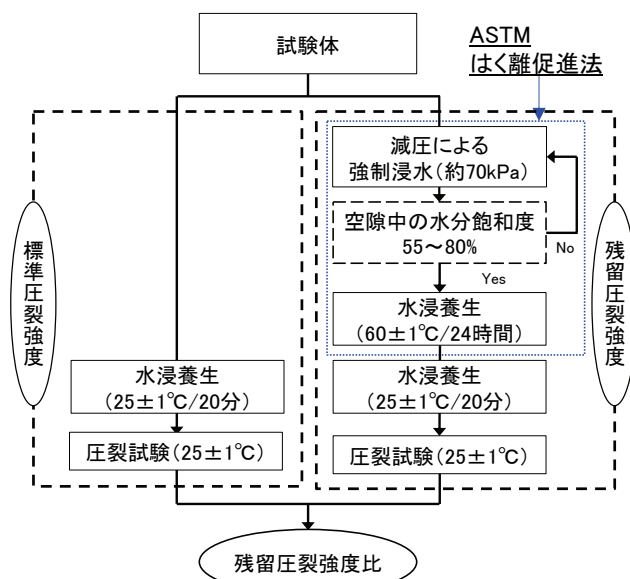 試験体
ASTM
はく離促進法
減圧による
強制浸水(約70kPa)
空隙中の水分飽和度
55～80%
No
Yes
水浸養生
(60±1℃/24時間)
標準圧裂強度
残留圧裂強度
水浸養生
(25±1℃/20分)
水浸養生
(25±1℃/20分)
圧裂試験(25±1℃)
圧裂試験(25±1℃)
残留圧裂強度比